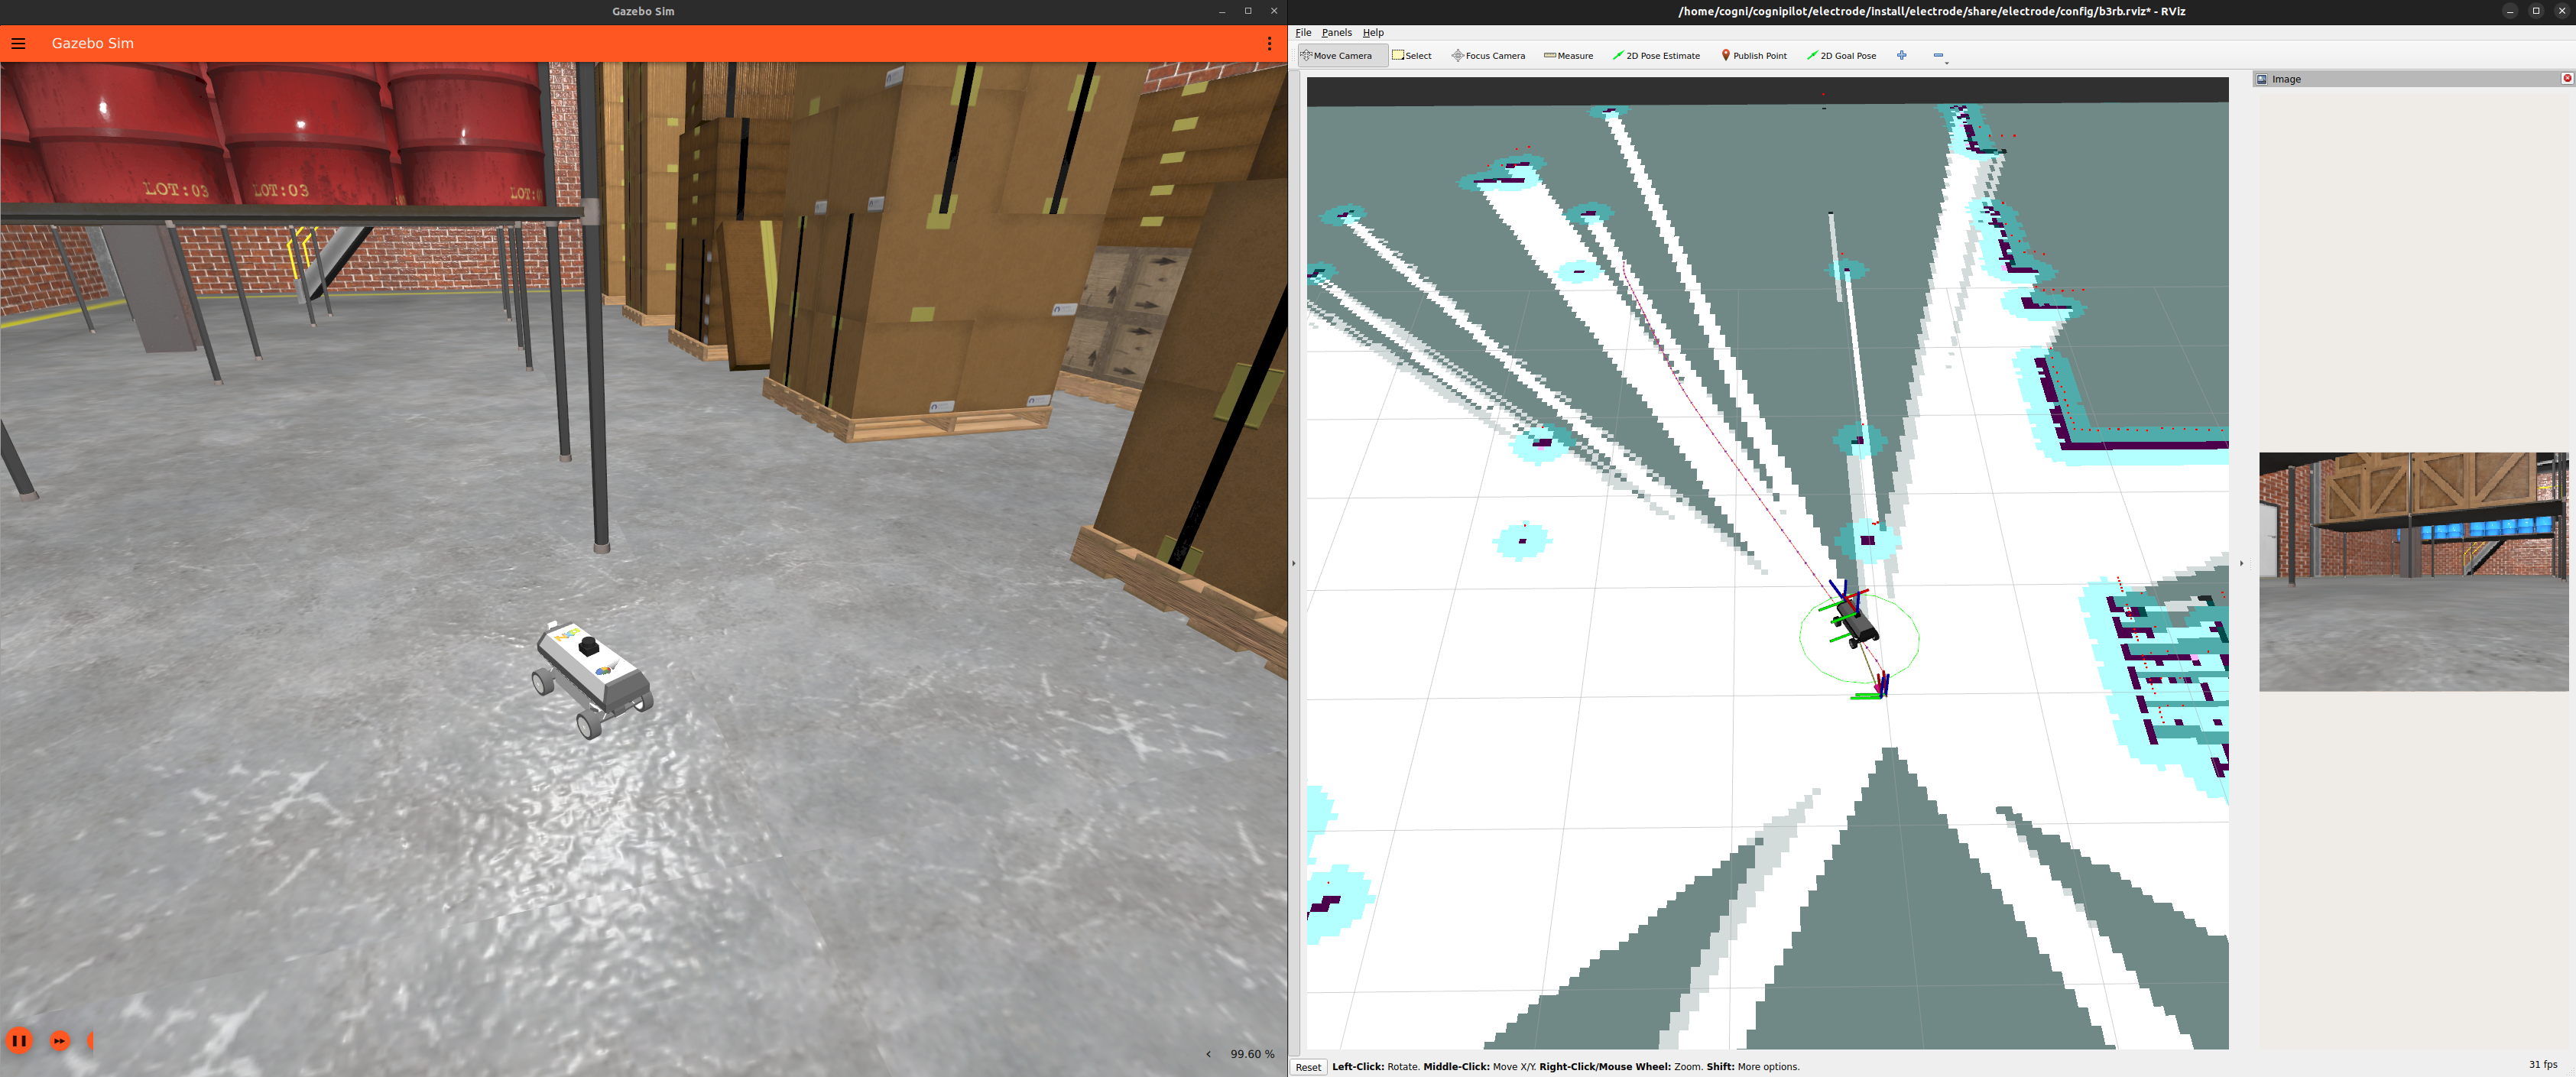 Gazebo Sim
Gazebo Sim
LOT:03
LOT:03
99.60 %
/home/cogni/cognipilot/electrode/install/electrode/share/electrode/config/b3rb.rviz* - RViz
File Panels Help
Move Camera Select Focus Camera Measure 2D Pose Estimate Publish Point 2D Goal Pose
Image
Reset Left-Click: Rotate. Middle-Click: Move X/Y. Right-Click/Mouse Wheel: Zoom. Shift: More options.
31 fps